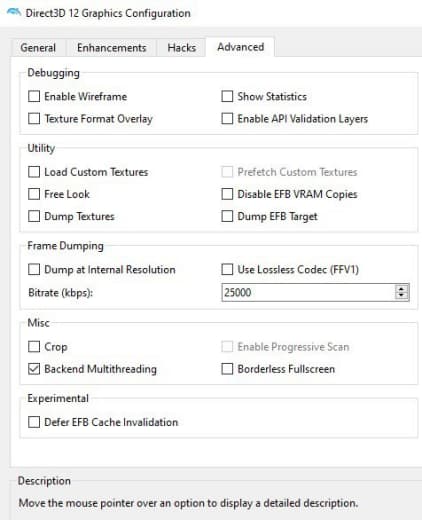 Direct3D 12 Graphics Configuration
General Enhancements Hacks Advanced
Debugging
Enable Wireframe Show Statistics
Texture Format Overlay Enable API Validation Layers
Utility
Load Custom Textures Prefetch Custom Textures
Free Look Disable EFB VRAM Copies
Dump Textures Dump EFB Target
Frame Dumping
Dump at Internal Resolution Use Lossless Codec (FFV1)
Bitrate (kbps): 25000
Misc
Crop Enable Progressive Scan
Backend Multithreading Borderless Fullscreen
Experimental
Defer EFB Cache Invalidation
Description
Move the mouse pointer over an option to display a detailed description.